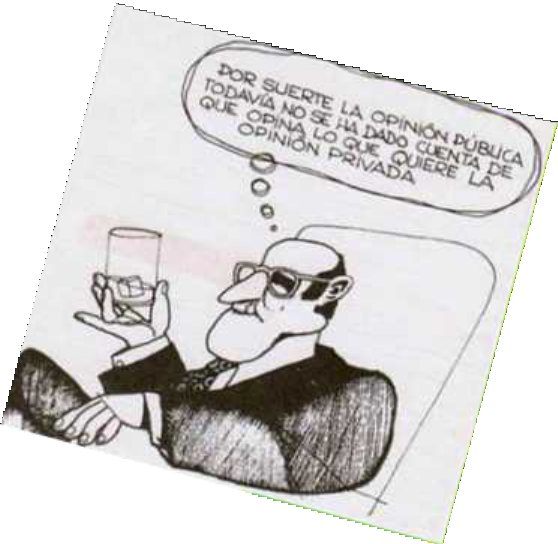 POR SUERTE LA OPINIÓN PÚBLICA
TODAVÍA NO SE HA DADO CUENTA DE
QUE OPINA LO QUE QUIERE LA
OPINIÓN PRIVADA